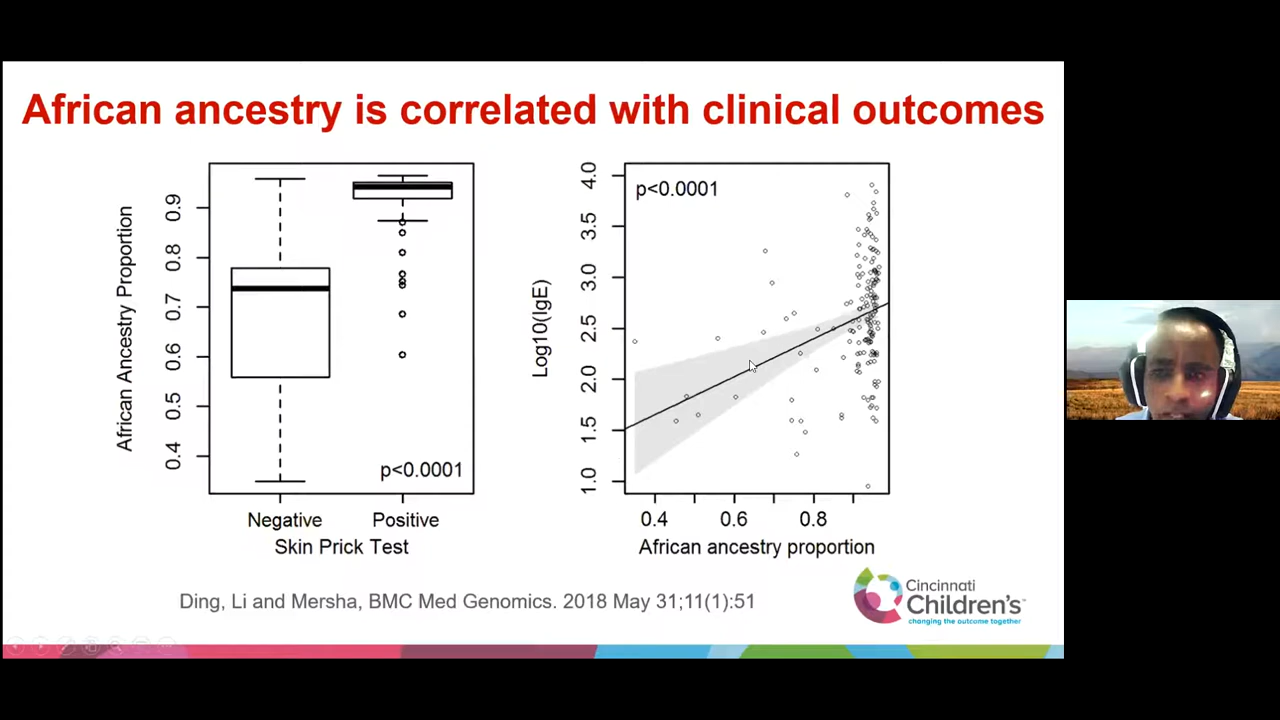 African ancestry is correlated with clinical outcomes
African Ancestry Proportion
0.9
0.8
0.7
0.6
0.5
0.4
p<0.0001
Negative Positive
Skin Prick Test
Log10(IgE)
4.0
3.5
3.0
2.5
2.0
1.5
1.0
p<0.0001
0.4 0.6 0.8
African ancestry proportion
Ding, Li and Mersha, BMC Med Genomics. 2018 May 31;11(1):51
Cincinnati
Children's™
changing the outcome together